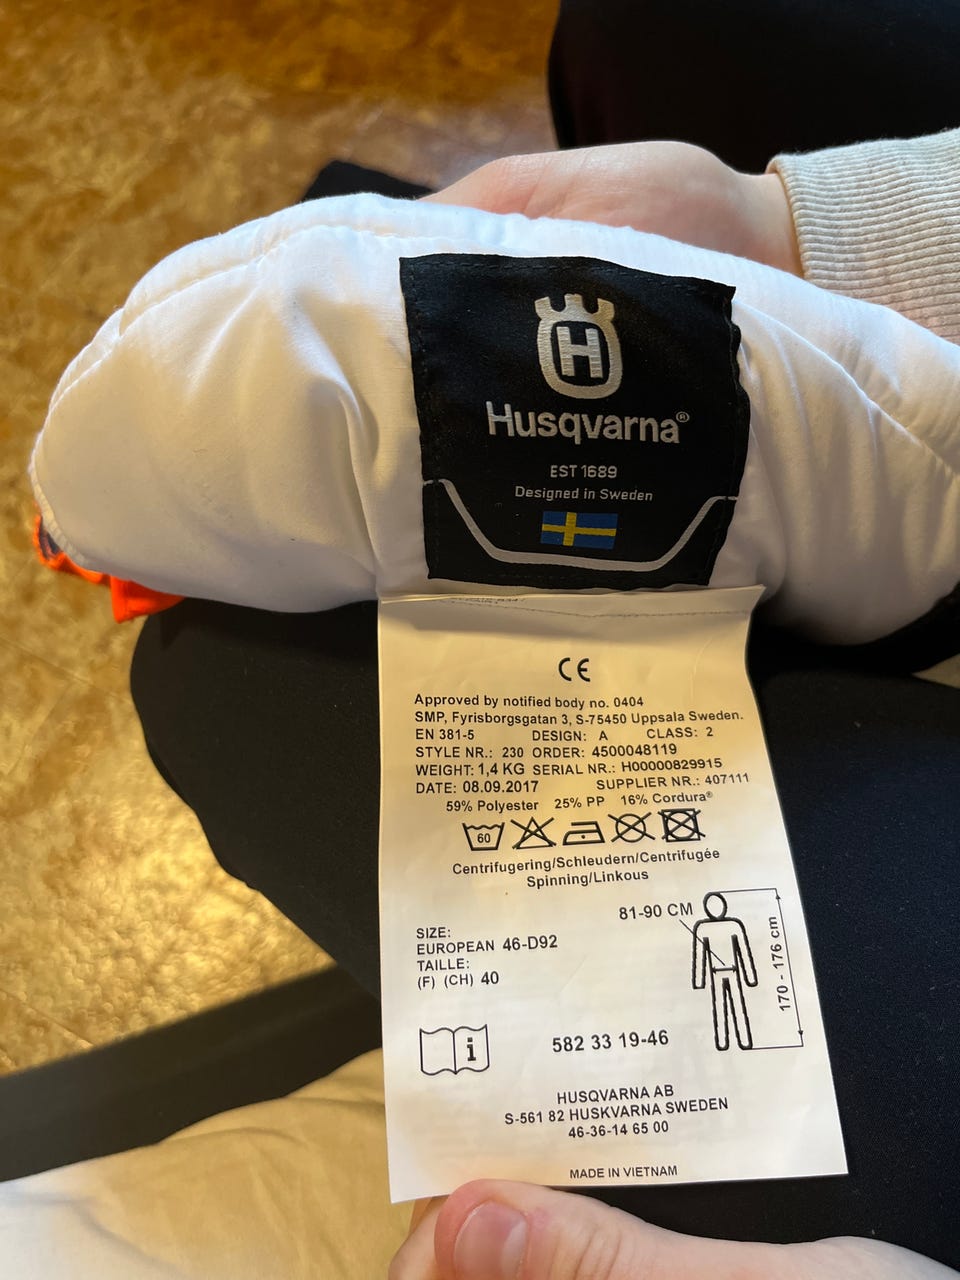 H
Husqvarna®
EST 1689
Designed in Sweden
CE
Approved by notified body no. 0404
SMP, Fyrisborgsgatan 3, S-75450 Uppsala Sweden.
EN 381-5 DESIGN: A CLASS: 2
STYLE NR.: 230 ORDER: 4500048119
WEIGHT: 1,4 KG SERIAL NR.: H00000829915
DATE: 08.09.2017 SUPPLIER NR.: 407111
59% Polyester 25% PP 16% Cordura®
60
Centrifugering/Schleudern/Centrifugée
Spinning/Linkous
81-90 CM
170 - 176 cm
SIZE:
EUROPEAN 46-D92
TAILLE:
(F) (CH) 40
i
582 33 19-46
HUSQVARNA AB
S-561 82 HUSKVARNA SWEDEN
46-36-14 65 00
MADE IN VIETNAM